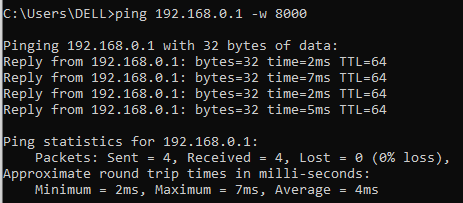 C:\Users\DELL>ping 192.168.0.1 -w 8000
Pinging 192.168.0.1 with 32 bytes of data:
Reply from 192.168.0.1: bytes=32 time=2ms TTL=64
Reply from 192.168.0.1: bytes=32 time=7ms TTL=64
Reply from 192.168.0.1: bytes=32 time=2ms TTL=64
Reply from 192.168.0.1: bytes=32 time=5ms TTL=64
Ping statistics for 192.168.0.1:
    Packets: Sent = 4, Received = 4, Lost = 0 (0% loss),
Approximate round trip times in milli-seconds:
    Minimum = 2ms, Maximum = 7ms, Average = 4ms